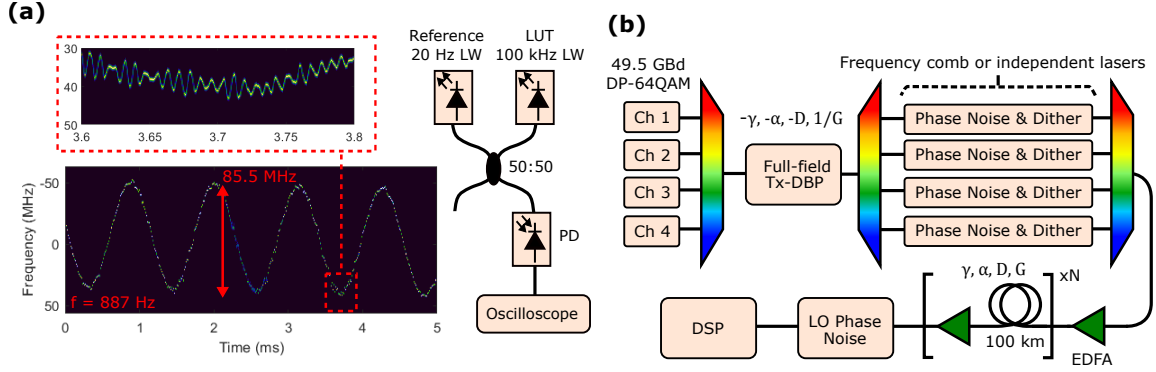 (a)
Reference
20 Hz LW
LUT
100 kHz LW
30
40
50
3.6
3.65
3.7
3.75
3.8
50:50
PD
Oscilloscope
85.5 MHz
f = 887 Hz
Frequency (MHz)
-50
0
50
0
1
2
3
4
5
Time (ms)
(b)
49.5 GBd
DP-64QAM
Ch 1
Ch 2
Ch 3
Ch 4
-γ, -α, -D, 1/G
Full-field
Tx-DBP
Frequency comb or independent lasers
Phase Noise & Dither
Phase Noise & Dither
Phase Noise & Dither
Phase Noise & Dither
γ, α, D, G
xN
100 km
EDFA
LO Phase
Noise
DSP